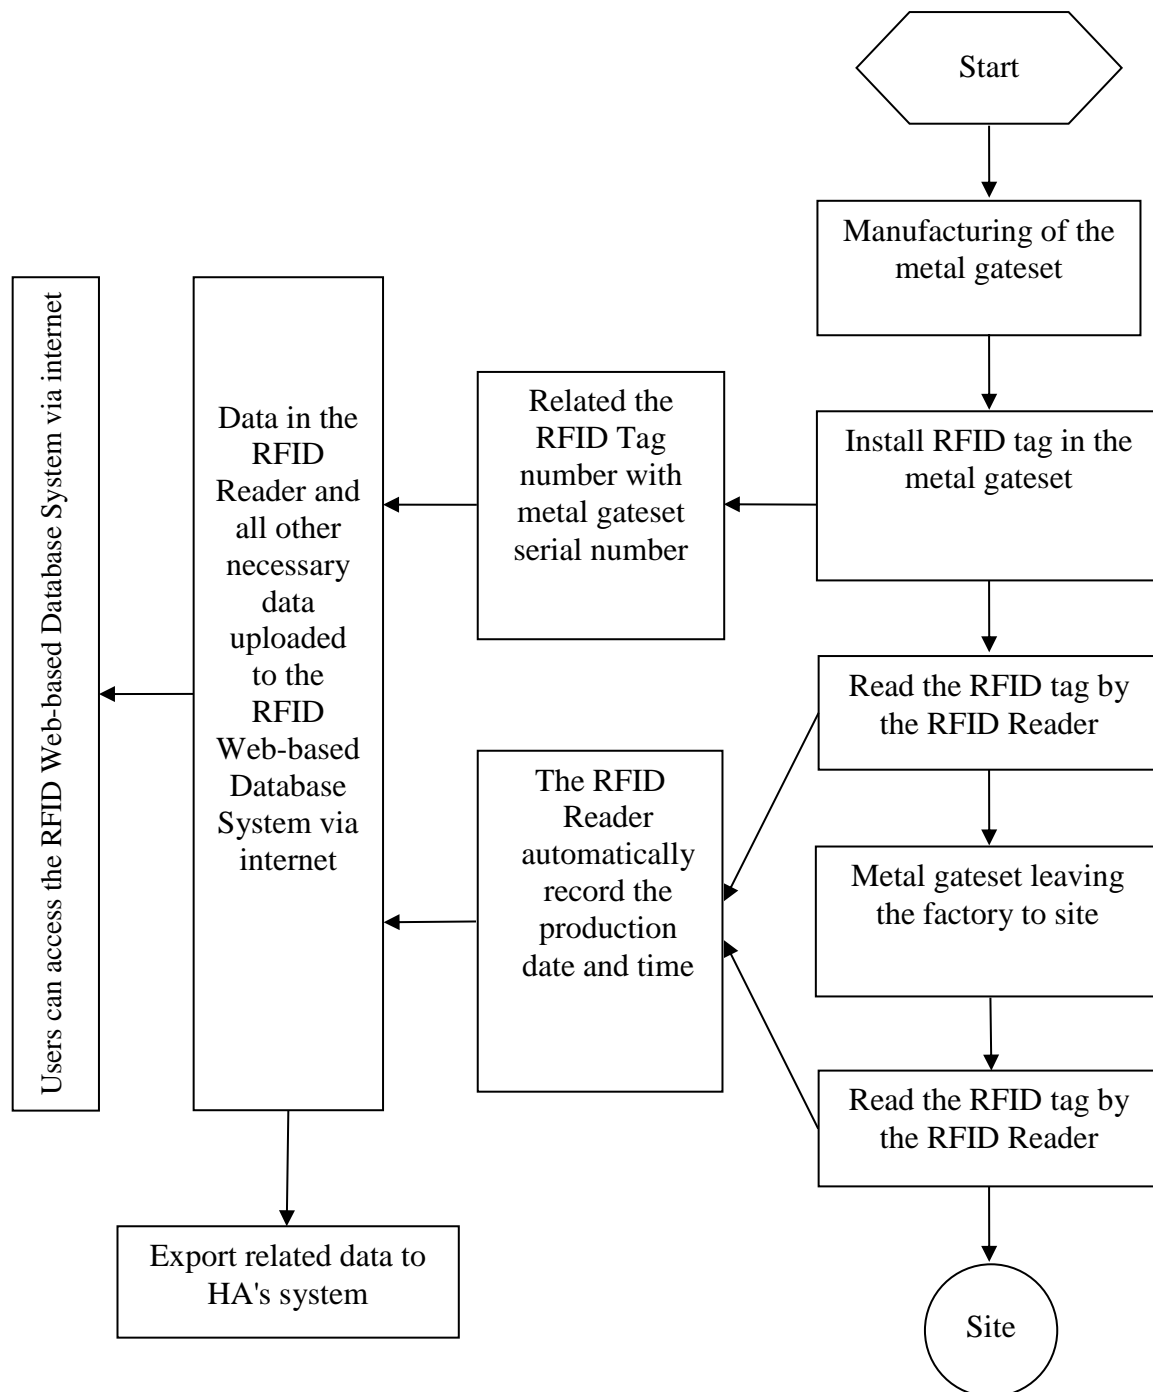 Start
Manufacturing of the
metal gateset
Install RFID tag in the
metal gateset
Related the
RFID Tag
number with
metal gateset
serial number
Data in the
RFID
Reader and
all other
necessary
data
uploaded
to the
RFID
Web-based
Database
System via
internet
Users can access the RFID Web-based Database System via internet
Read the RFID tag by
the RFID Reader
The RFID
Reader
automatically
record the
production
date and time
Metal gateset leaving
the factory to site
Read the RFID tag by
the RFID Reader
Export related data to
HA's system
Site